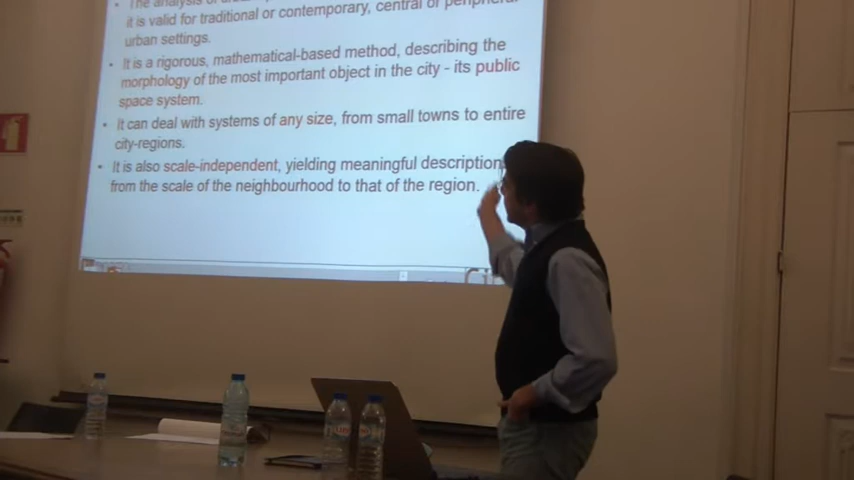 • The analysis of
it is valid for traditional or contemporary, central or peripheral
urban settings.
• It is a rigorous, mathematical-based method, describing the
morphology of the most important object in the city - its public
space system.
• It can deal with systems of any size, from small towns to entire
city-regions.
• It is also scale-independent, yielding meaningful description
from the scale of the neighbourhood to that of the region.